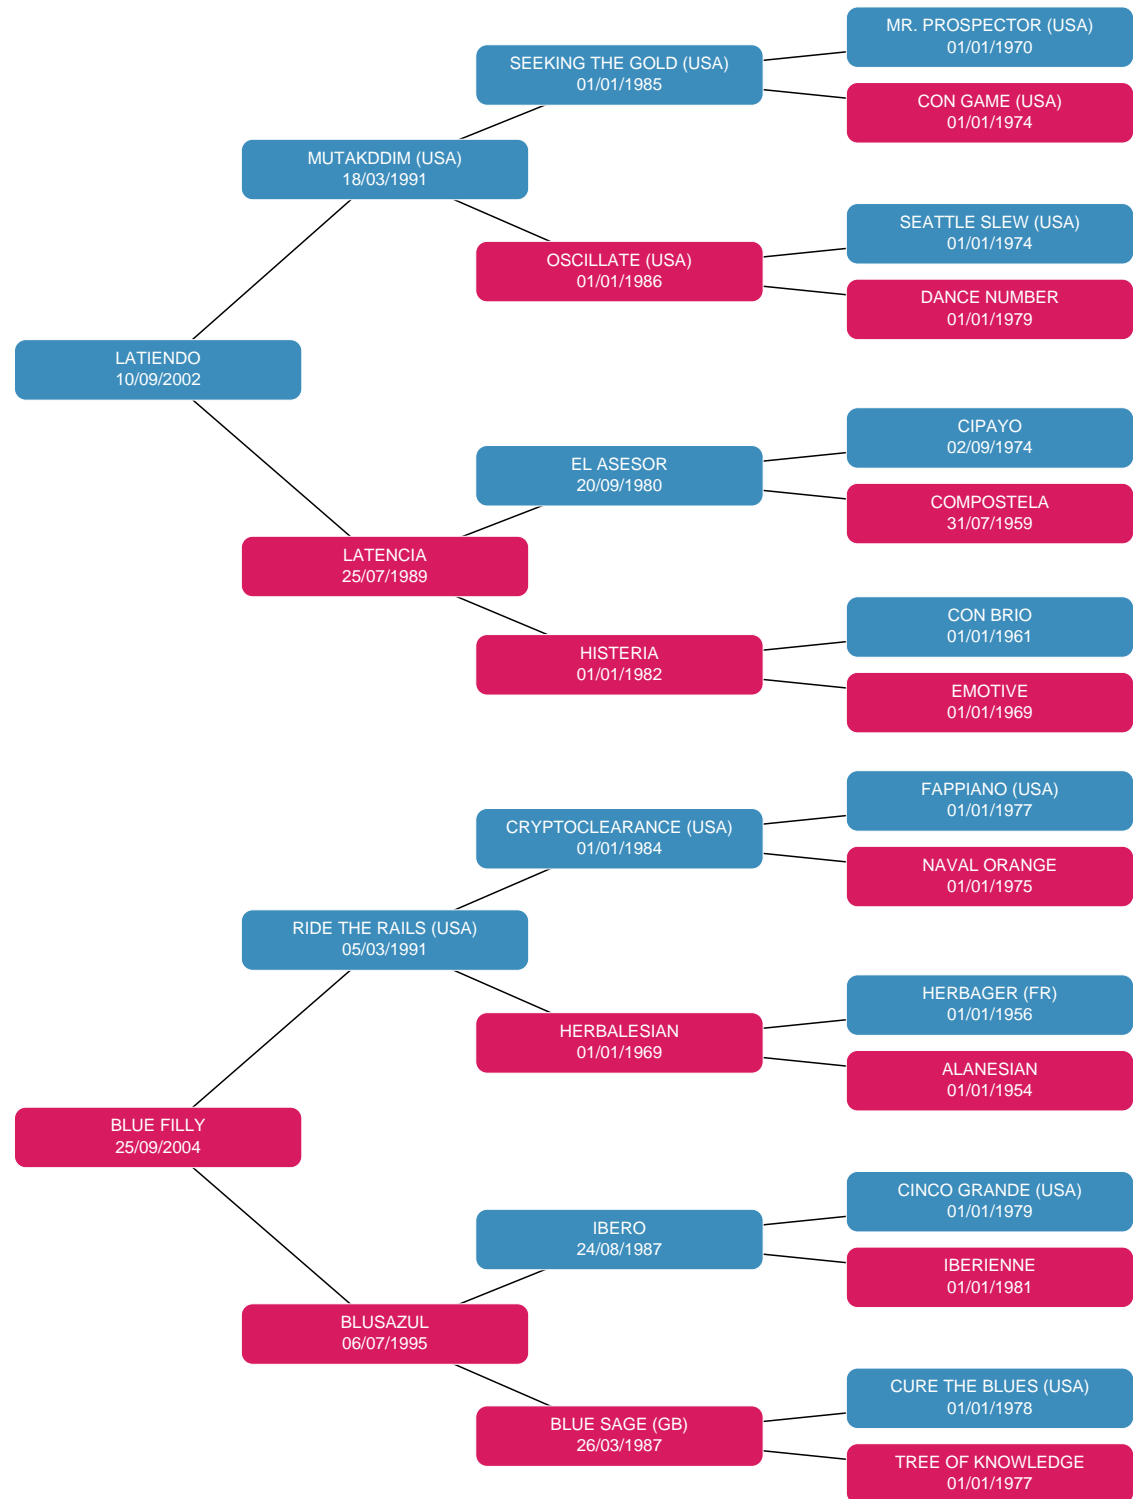 MR. PROSPECTOR (USA)
01/01/1970
SEEKING THE GOLD (USA)
01/01/1985
CON GAME (USA)
01/01/1974
MUTAKDDIM (USA)
18/03/1991
SEATTLE SLEW (USA)
01/01/1974
OSCILLATE (USA)
01/01/1986
DANCE NUMBER
01/01/1979
LATIENDO
10/09/2002
CIPAYO
02/09/1974
EL ASESOR
20/09/1980
COMPOSTELA
31/07/1959
LATENCIA
25/07/1989
CON BRIO
01/01/1961
HISTERIA
01/01/1982
EMOTIVE
01/01/1969
FAPPIANO (USA)
01/01/1977
CRYPTOCLEARANCE (USA)
01/01/1984
NAVAL ORANGE
01/01/1975
RIDE THE RAILS (USA)
05/03/1991
HERBAGER (FR)
01/01/1956
HERBALESIAN
01/01/1969
ALANESIAN
01/01/1954
BLUE FILLY
25/09/2004
CINCO GRANDE (USA)
01/01/1979
IBERO
24/08/1987
IBERIENNE
01/01/1981
BLUSAZUL
06/07/1995
CURE THE BLUES (USA)
01/01/1978
BLUE SAGE (GB)
26/03/1987
TREE OF KNOWLEDGE
01/01/1977